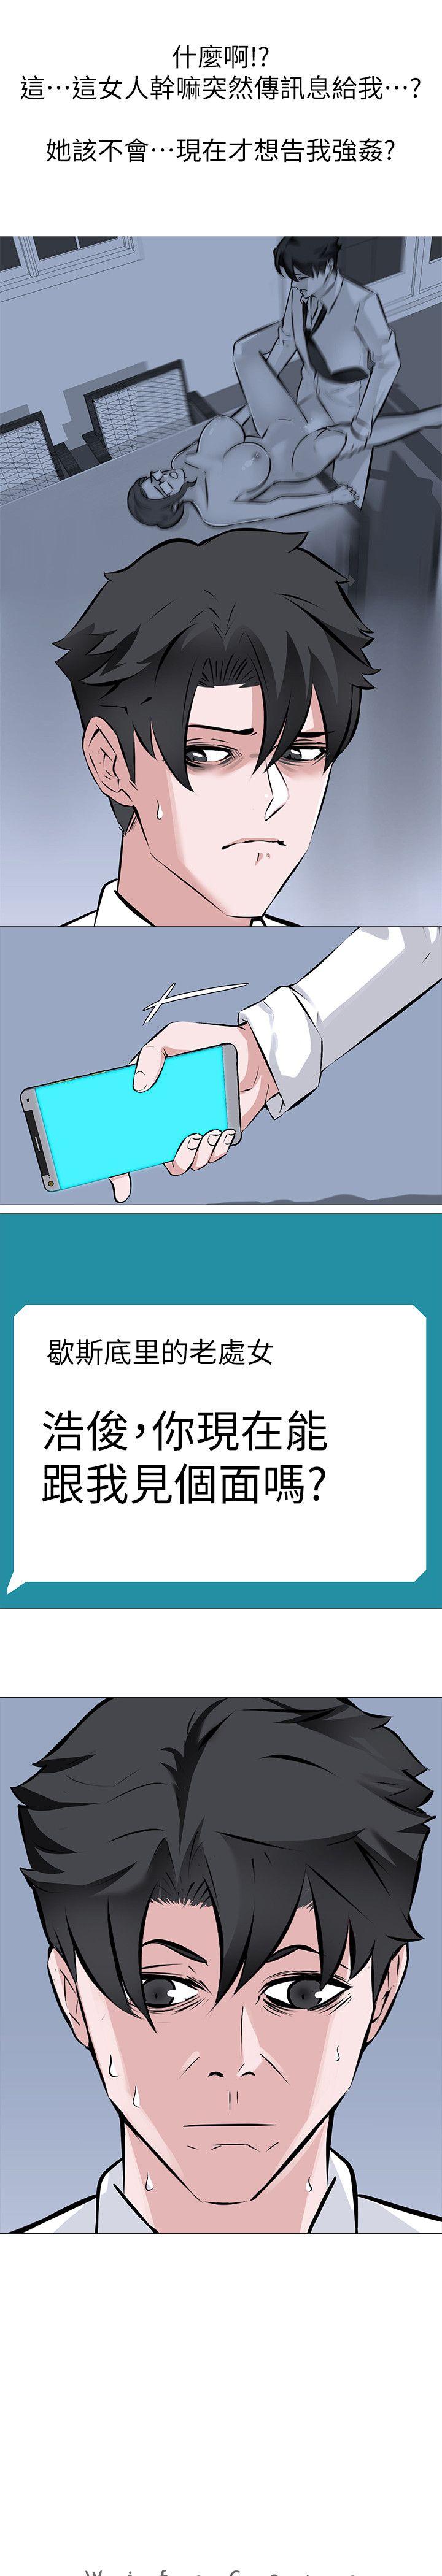 什麼啊!?
這…這女人幹嘛突然傳訊息給我…?
她該不會…現在才想告我強姦?
歇斯底里的老處女
浩俊,你現在能
跟我見個面嗎?